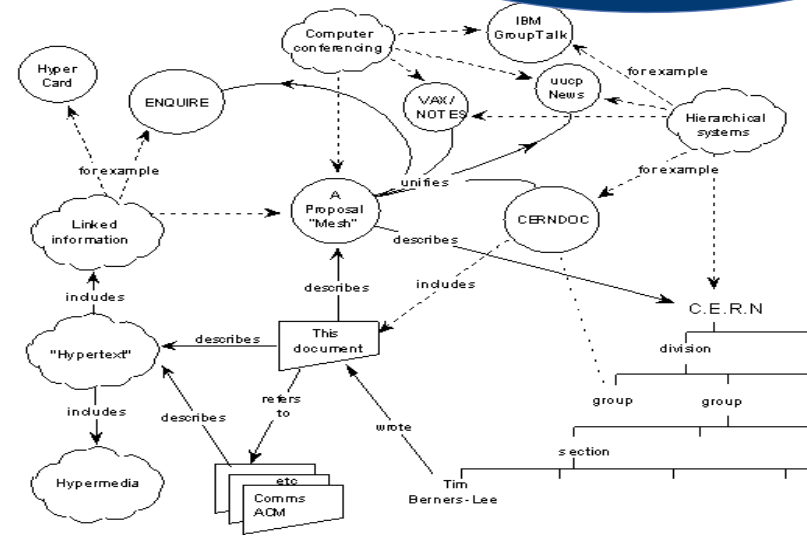 IBM
GroupTalk
Computer
conferencing
Hyper
Card
ENQUIRE
VAX/
NOTES
uucp
News
for example
Hierarchical
systems
for example
for example
unifies
A
Proposal
"Mesh"
CERNDOC
Linked
information
describes
includes
C.E.R.N
includes
describes
This
document
describes
division
"Hypertext"
includes
describes
refers
to
wrote
group
group
section
Hypermedia
etc
Comms
ACM
Tim
Berners-Lee